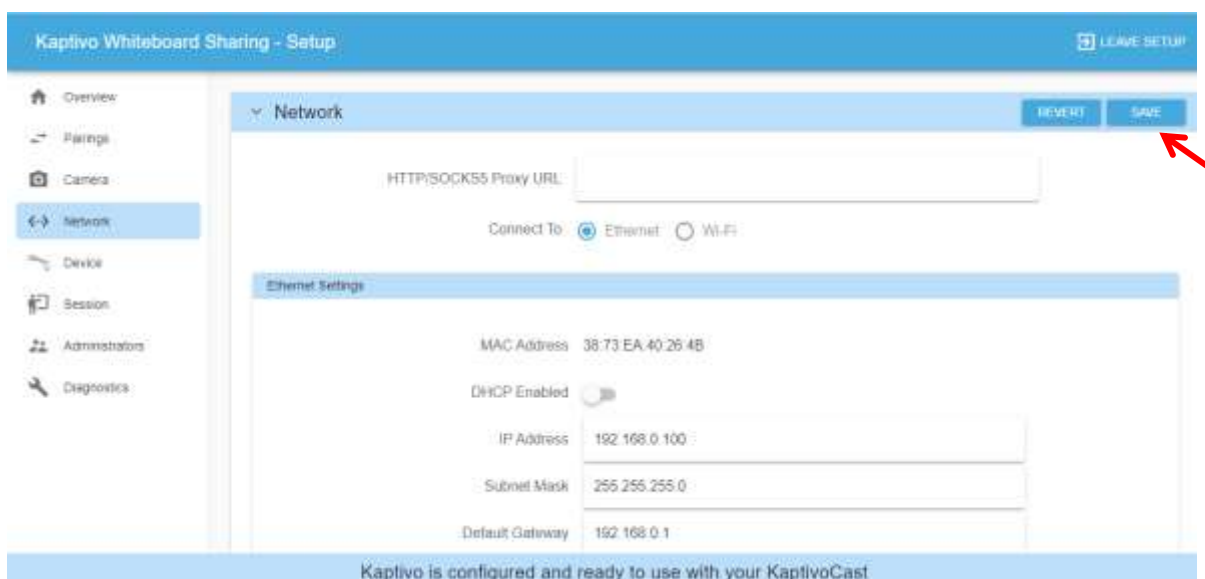 Kaptivo Whiteboard Sharing - Setup
LEAVE SETUP
Overview
Pairings
Camera
Network
Device
Session
Administrators
Diagnostics
Network
REVERT SAVE
HTTP/SOCKS5 Proxy URL
Connect To Ethernet Wi-Fi
Ethernet Settings
MAC Address 38:73:EA:40:26:4B
DHCP Enabled
IP Address 192.168.0.100
Subnet Mask 255.255.255.0
Default Gateway 192.168.0.1
Kaptivo is configured and ready to use with your KaptivoCast